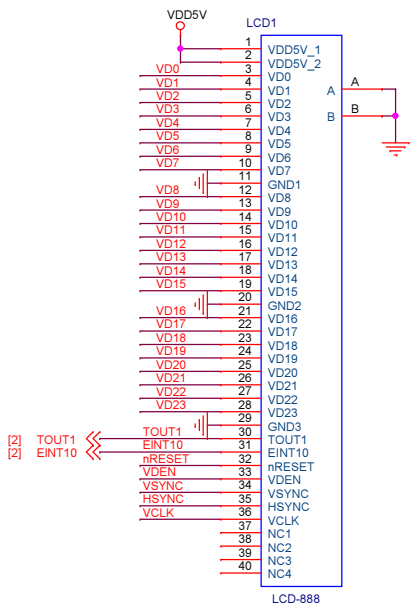 VDD5V
LCD1
1 VDD5V_1
2 VDD5V_2
VD0 3 VD0
VD1 4 VD1 A A
VD2 5 VD2
VD3 6 VD3 B B
VD4 7 VD4
VD5 8 VD5
VD6 9 VD6
VD7 10 VD7
11 GND1
VD8 12 VD8
VD9 13 VD9
VD10 14 VD10
VD11 15 VD11
VD12 16 VD12
VD13 17 VD13
VD14 18 VD14
VD15 19 VD15
20 GND2
VD16 21 VD16
VD17 22 VD17
VD18 23 VD18
VD19 24 VD19
VD20 25 VD20
VD21 26 VD21
VD22 27 VD22
VD23 28 VD23
29 GND3
[2] TOUT1 TOUT1 30 TOUT1
[2] EINT10 EINT10 31 EINT10
nRESET 32 nRESET
VDEN 33 VDEN
VSYNC 34 VSYNC
HSYNC 35 HSYNC
VCLK 36 VCLK
37 NC1
38 NC2
39 NC3
40 NC4
LCD-888